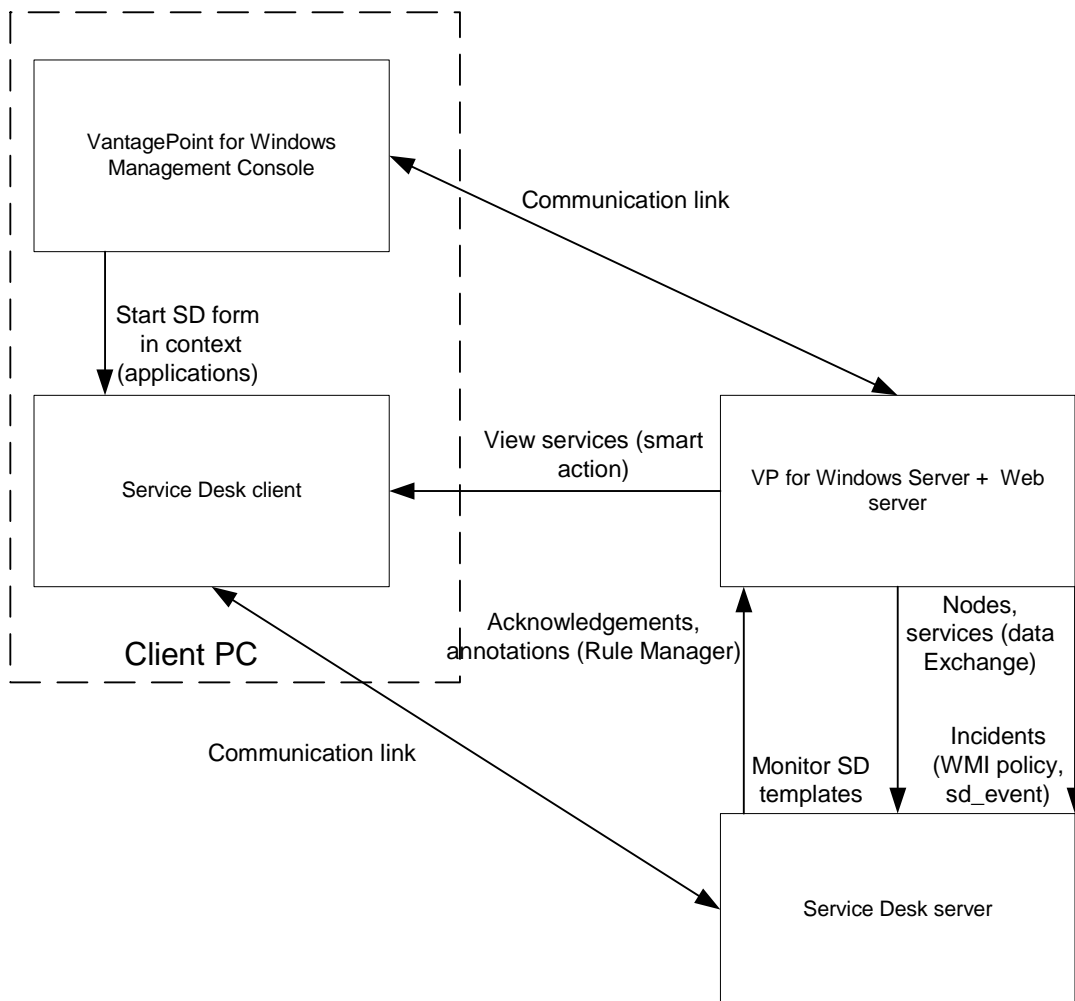 VantagePoint for Windows
Management Console
Communication link
Start SD form
in context
(applications)
View services (smart
action)
Service Desk client
VP for Windows Server + Web
server
Client PC
Acknowledgements,
annotations (Rule Manager)
Nodes,
services (data
Exchange)
Communication link
Monitor SD
templates
Incidents
(WMI policy,
sd_event)
Service Desk server